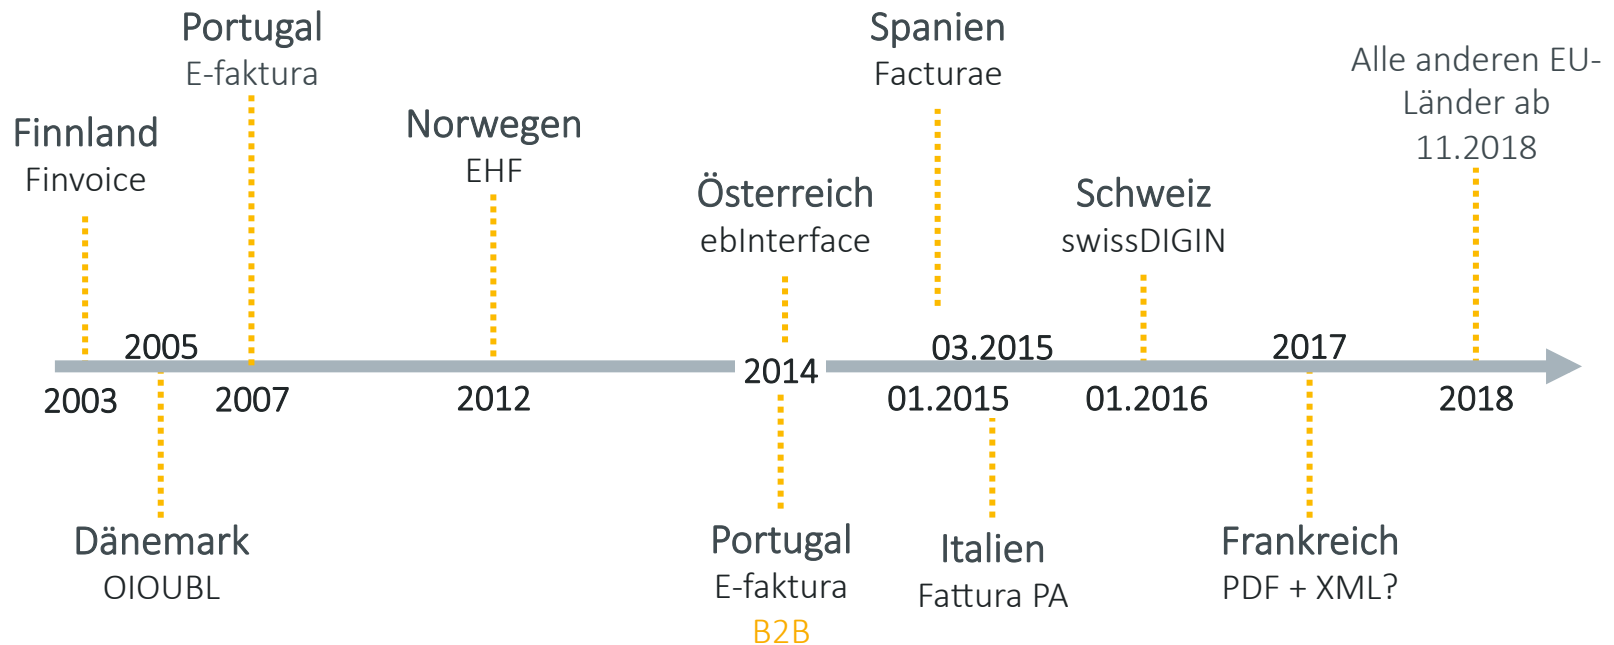 Portugal
E-faktura
Spanien
Facturae
Alle anderen EU-
Länder ab
11.2018
Finnland
Finvoice
Norwegen
EHF
Österreich
ebInterface
Schweiz
swissDIGIN
2005
03.2015
2017
2003
2007
2012
2014
01.2015
01.2016
2018
Dänemark
OIOUBL
Portugal
E-faktura
B2B
Italien
Fattura PA
Frankreich
PDF + XML?